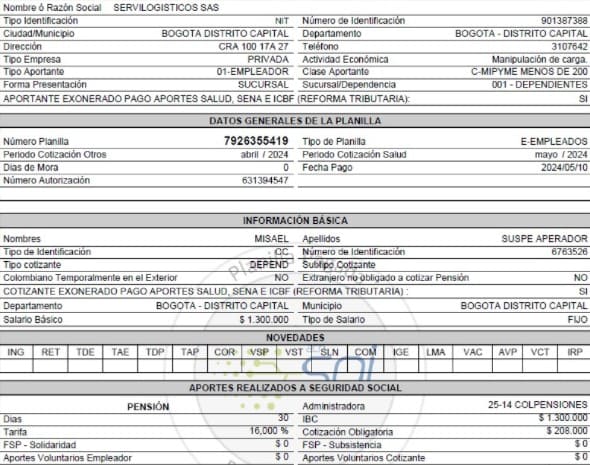 Nombre ó Razón Social SERVILOGISTICOS SAS
Tipo Identificación NIT Número de Identificación 901387388
Ciudad/Municipio BOGOTA DISTRITO CAPITAL Departamento BOGOTA - DISTRITO CAPITAL
Dirección CRA 100 17A 27 Teléfono 3107642
Tipo Empresa PRIVADA Actividad Económica Manipulación de carga.
Tipo Aportante 01-EMPLEADOR Clase Aportante C-MIPYME MENOS DE 200
Forma Presentación SUCURSAL Sucursal/Dependencia 001 - DEPENDIENTES
APORTANTE EXONERADO PAGO APORTES SALUD, SENA E ICBF (REFORMA TRIBUTARIA): SI
DATOS GENERALES DE LA PLANILLA
Número Planilla 7926355419 Tipo de Planilla E-EMPLEADOS
Periodo Cotización Otros abril / 2024 Periodo Cotización Salud mayo / 2024
Dias de Mora 0 Fecha Pago 2024/05/10
Número Autorización 631394547
INFORMACIÓN BÁSICA
Nombres MISAEL Apellidos SUSPE APERADOR
Tipo de Identificación CC Número de Identificación 6763526
Tipo cotizante DEPEND Subtipo Cotizante
Colombiano Temporalmente en el Exterior NO Extranjero no obligado a cotizar Pensión NO
COTIZANTE EXONERADO PAGO APORTES SALUD, SENA E ICBF (REFORMA TRIBUTARIA) : SI
Departamento BOGOTA - DISTRITO CAPITAL Municipio BOGOTA DISTRITO CAPITAL
Salario Básico $ 1.300.000 Tipo de Salario FIJO
NOVEDADES
ING RET TDE TAE TDP TAP COR VSP VST SLN COM IGE LMA VAC AVP VCT IRP
APORTES REALIZADOS A SEGURIDAD SOCIAL
PENSIÓN Administradora 25-14 COLPENSIONES
Dias 30 IBC $ 1.300.000
Tarifa 16,000 % Cotización Obligatoria $ 208.000
FSP - Solidaridad $ 0 FSP - Subsistencia $ 0
Aportes Voluntarios Empleador $ 0 Aportes Voluntarios Cotizante $ 0